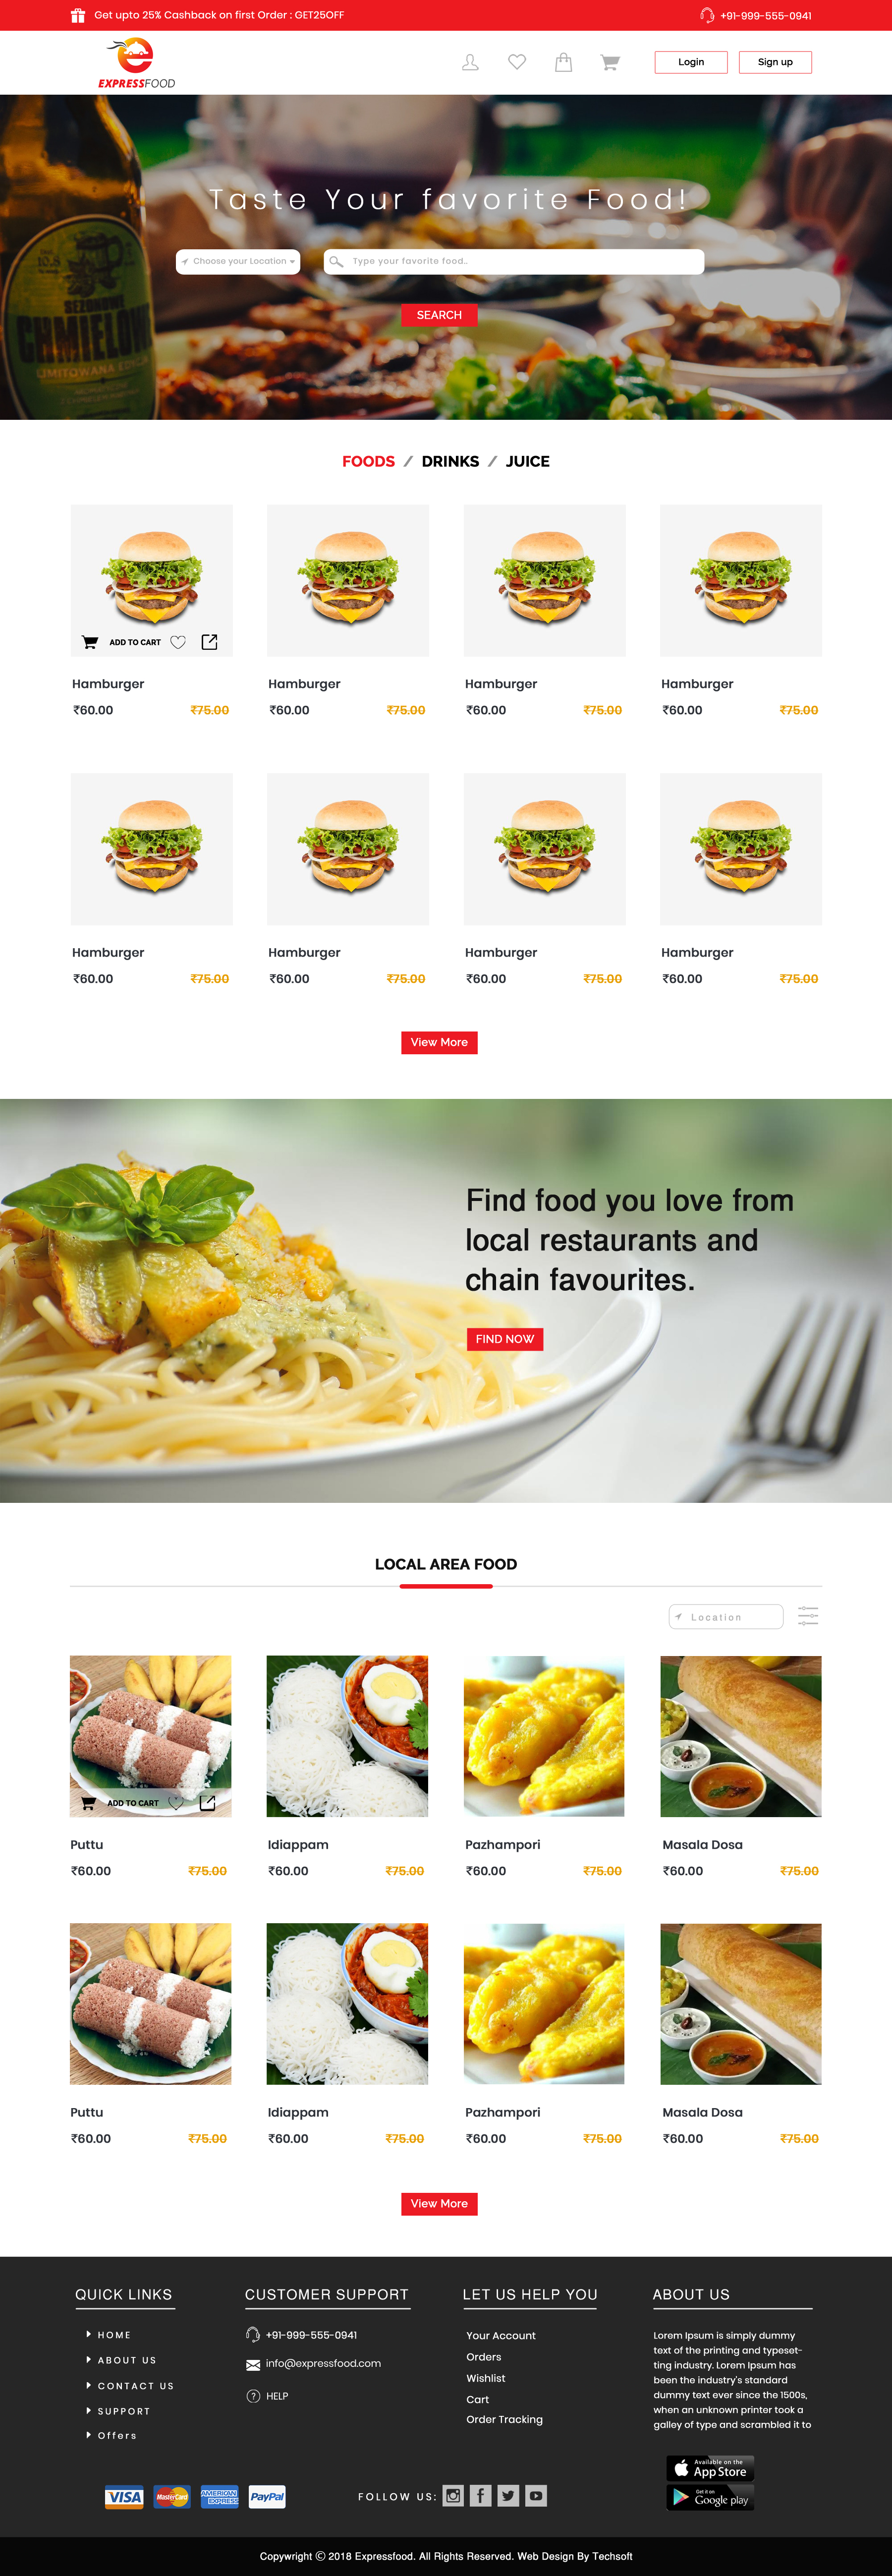 Get upto 25% Cashback on first Order : GET25OFF
+91-999-555-0941
EXPRESSFOOD
Login
Sign up
Taste Your favorite Food!
Choose your Location
Type your favorite food..
SEARCH
LIMITOWANA EDYCJA
FOODS / DRINKS / JUICE
ADD TO CART
Hamburger Hamburger Hamburger Hamburger
₹60.00 ₹75.00 ₹60.00 ₹75.00 ₹60.00 ₹75.00 ₹60.00 ₹75.00
Hamburger Hamburger Hamburger Hamburger
₹60.00 ₹75.00 ₹60.00 ₹75.00 ₹60.00 ₹75.00 ₹60.00 ₹75.00
View More
Find food you love from
local restaurants and
chain favourites.
FIND NOW
LOCAL AREA FOOD
Location
ADD TO CART
Puttu Idiappam Pazhampori Masala Dosa
₹60.00 ₹75.00 ₹60.00 ₹75.00 ₹60.00 ₹75.00 ₹60.00 ₹75.00
Puttu Idiappam Pazhampori Masala Dosa
₹60.00 ₹75.00 ₹60.00 ₹75.00 ₹60.00 ₹75.00 ₹60.00 ₹75.00
View More
QUICK LINKS
HOME
ABOUT US
CONTACT US
SUPPORT
Offers
CUSTOMER SUPPORT
+91-999-555-0941
info@expressfood.com
HELP
LET US HELP YOU
Your Account
Orders
Wishlist
Cart
Order Tracking
ABOUT US
Lorem Ipsum is simply dummy
text of the printing and typeset-
ting industry. Lorem Ipsum has
been the industry's standard
dummy text ever since the 1500s,
when an unknown printer took a
galley of type and scrambled it to
Available on the
App Store
Get it on
Google play
VISA
MasterCard
AMERICAN
EXPRESS
PayPal
FOLLOW US:
Copywright © 2018 Expressfood. All Rights Reserved. Web Design By Techsoft